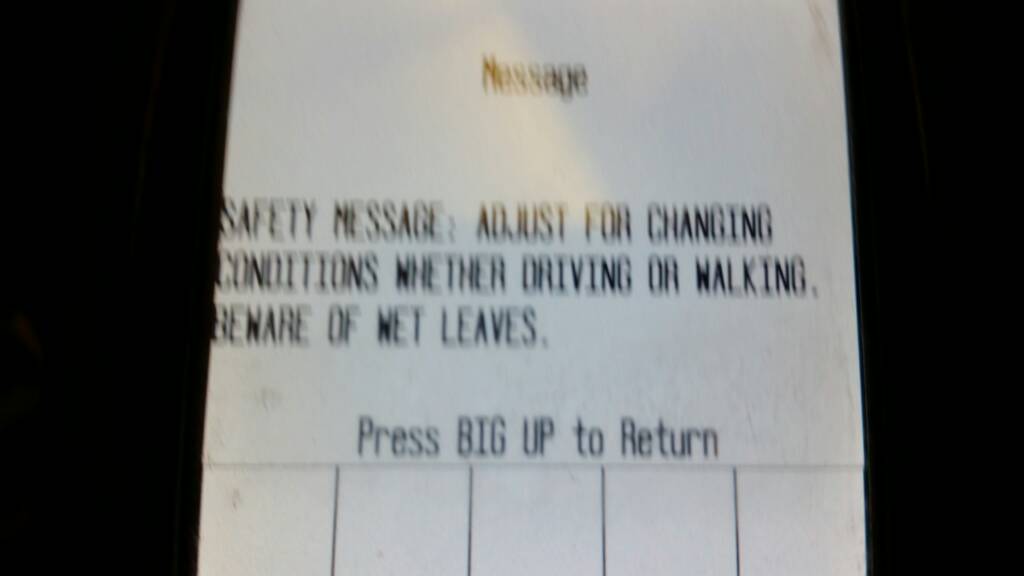 Message
SAFETY MESSAGE: ADJUST FOR CHANGING
CONDITIONS WHETHER DRIVING OR WALKING.
BEWARE OF WET LEAVES.
Press BIG UP to Return